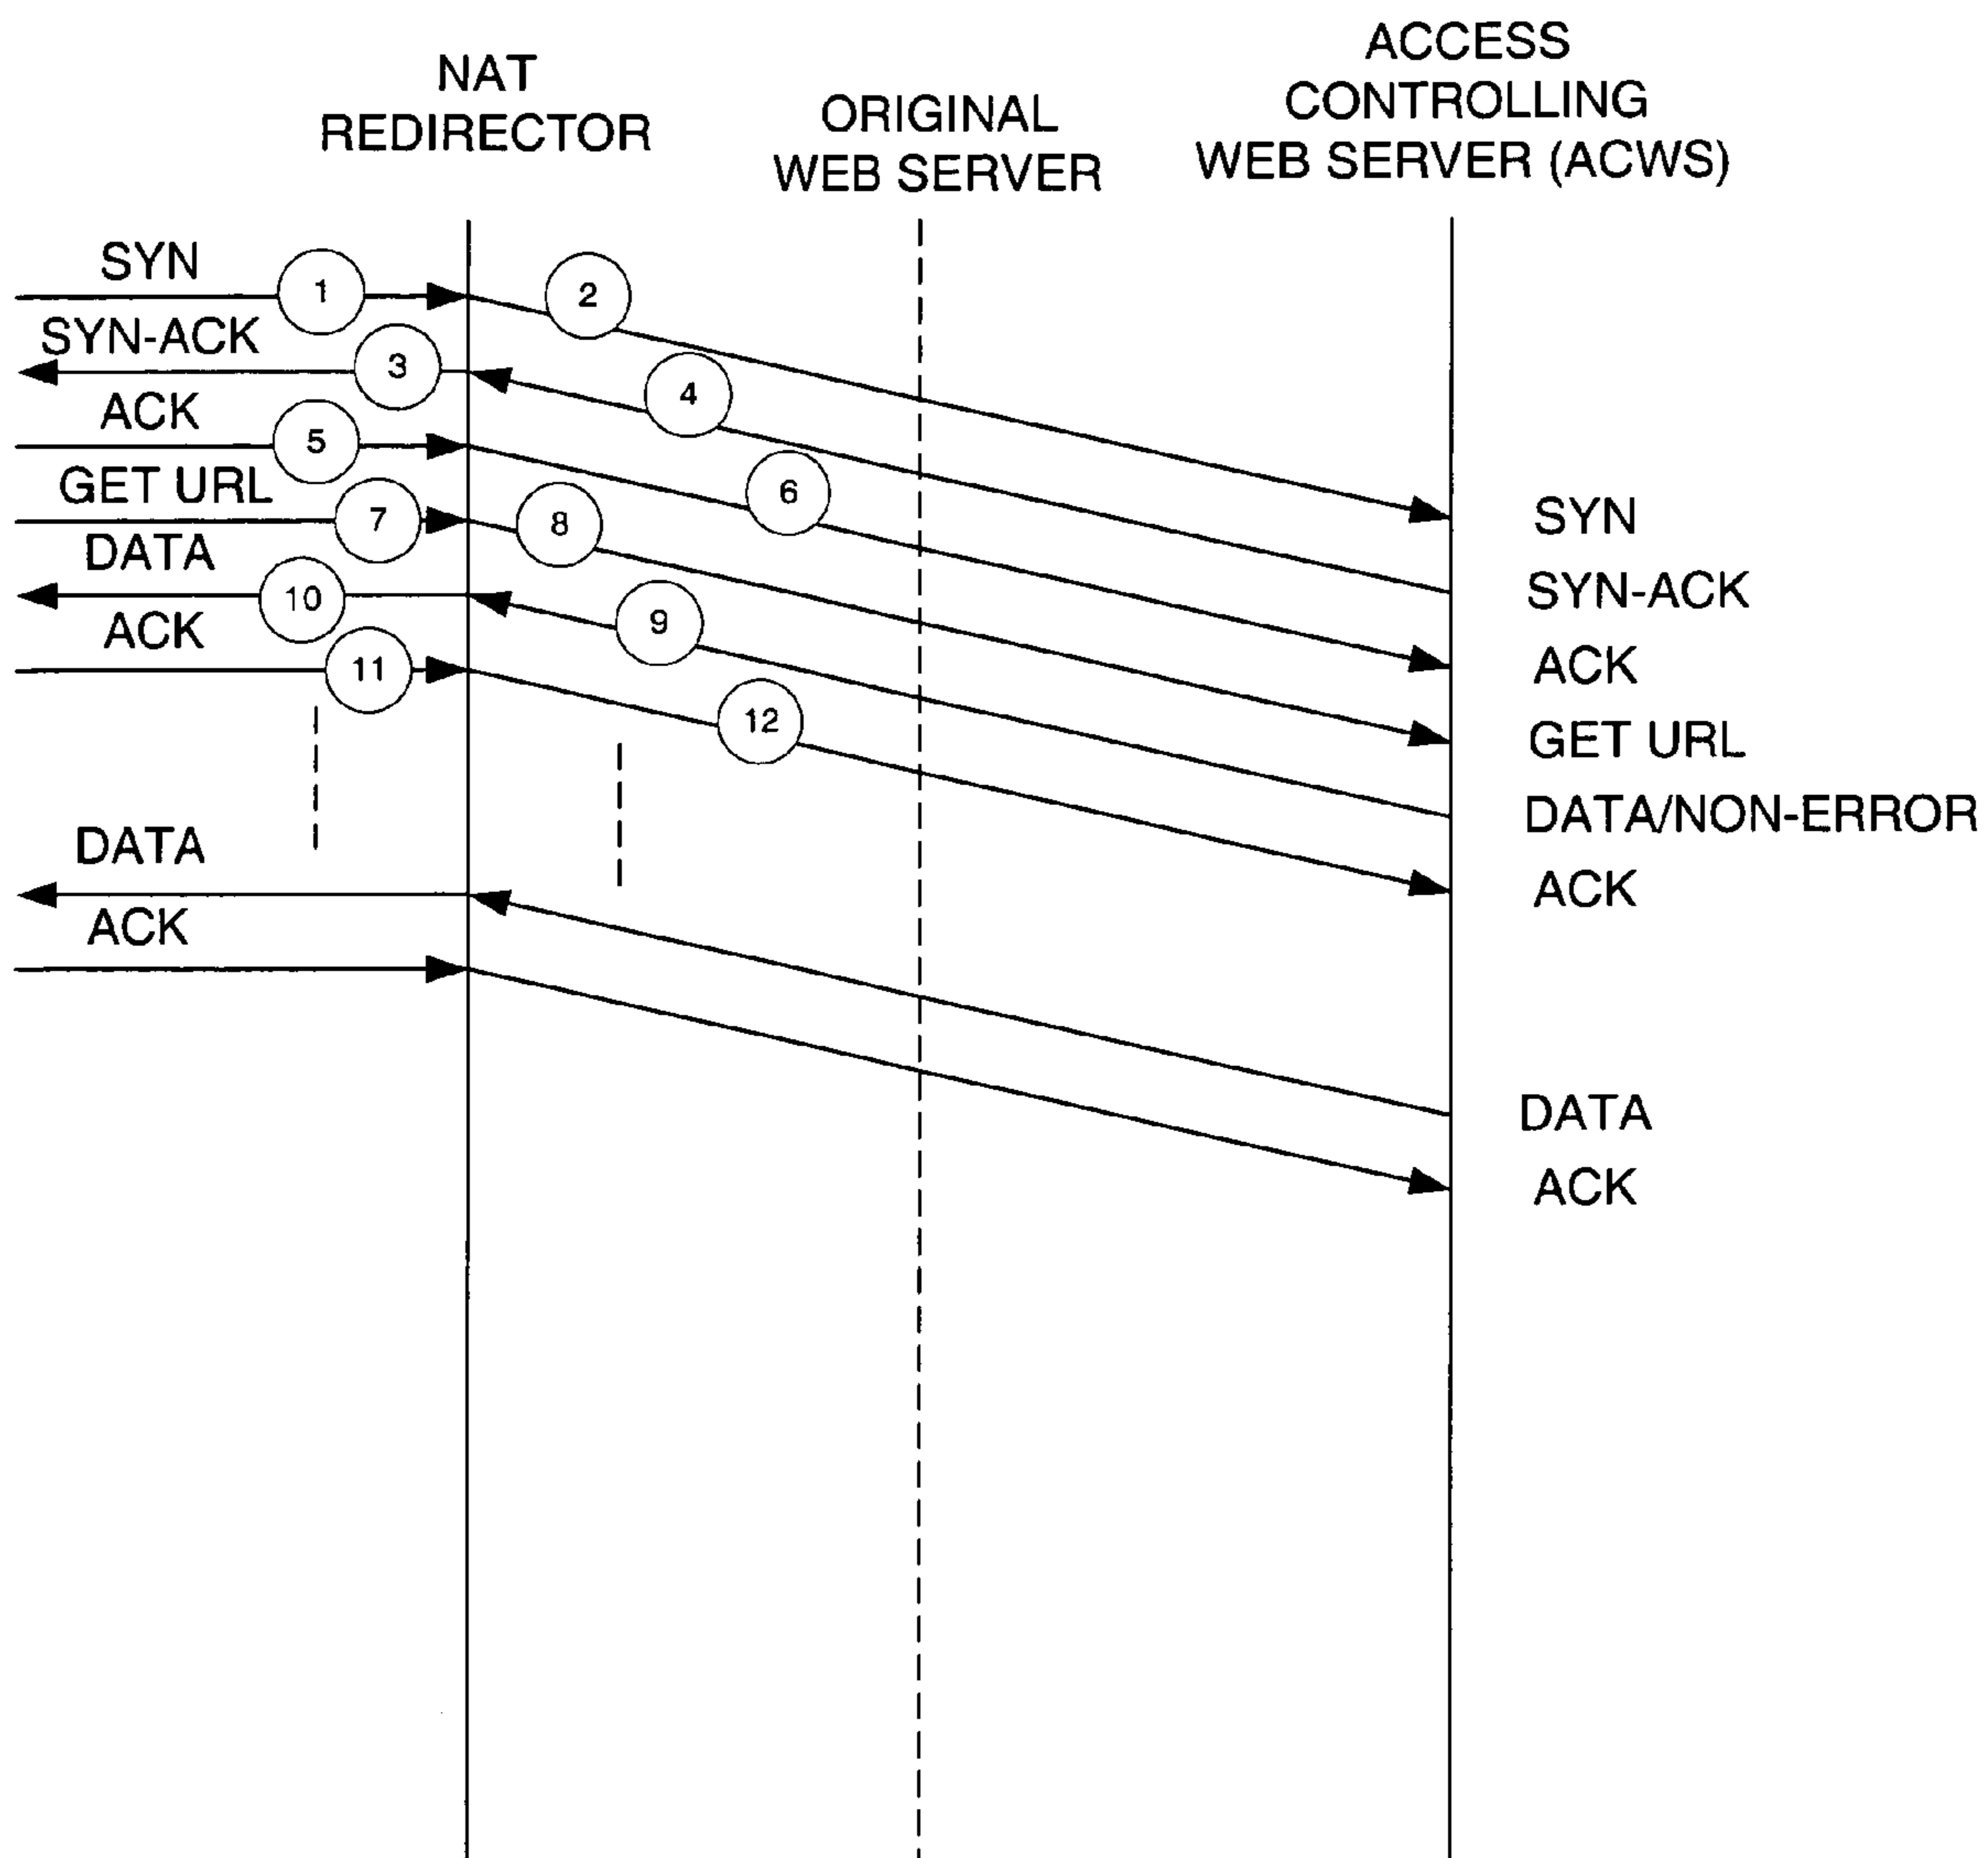 NAT
REDIRECTOR
ORIGINAL
WEB SERVER
ACCESS
CONTROLLING
WEB SERVER (ACWS)
SYN
1
2
SYN-ACK
3
4
ACK
5
6
GET URL
7
8
DATA
10
9
ACK
11
12
DATA
ACK
SYN
SYN-ACK
ACK
GET URL
DATA/NON-ERROR
ACK
DATA
ACK